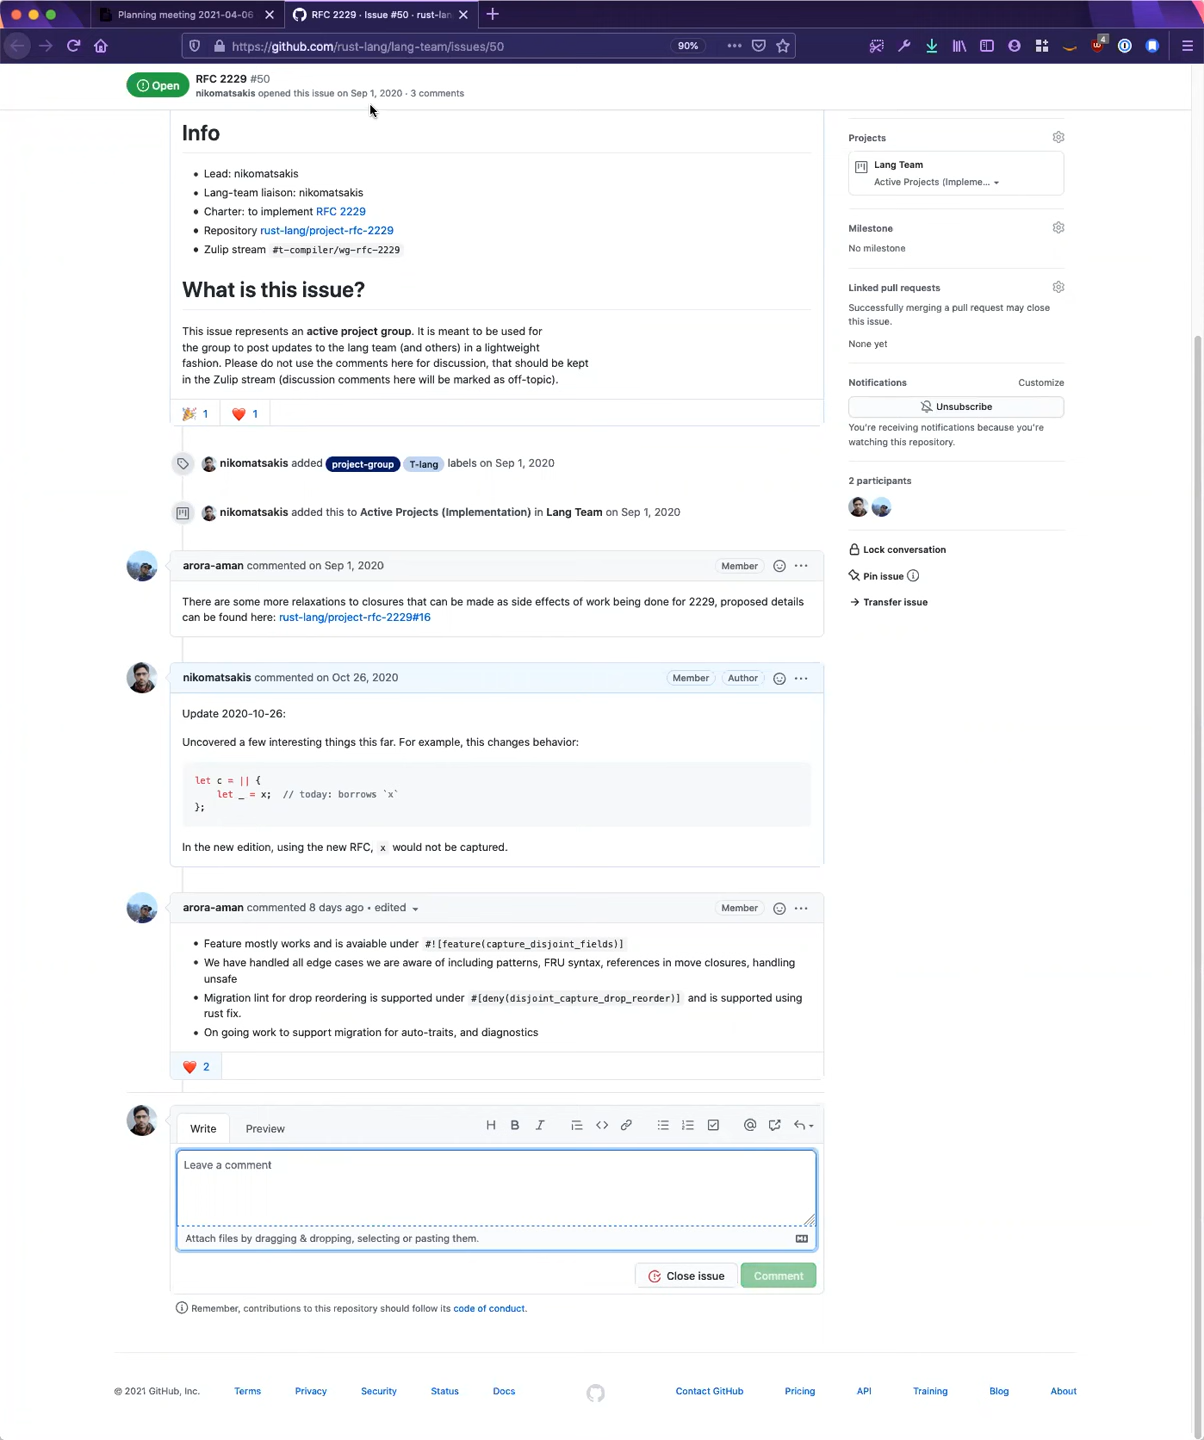 Planning meeting 2021-04-06
RFC 2229 · Issue #50 · rust-lan
https://github.com/rust-lang/lang-team/issues/50
90%
4
Open
RFC 2229 #50
nikomatsakis opened this issue on Sep 1, 2020 · 3 comments
Info
Lead: nikomatsakis
Lang-team liaison: nikomatsakis
Charter: to implement RFC 2229
Repository rust-lang/project-rfc-2229
Zulip stream #t-compiler/wg-rfc-2229
What is this issue?
This issue represents an active project group. It is meant to be used for
the group to post updates to the lang team (and others) in a lightweight
fashion. Please do not use the comments here for discussion, that should be kept
in the Zulip stream (discussion comments here will be marked as off-topic).
🎉 1 ❤️ 1
nikomatsakis added project-group T-lang labels on Sep 1, 2020
nikomatsakis added this to Active Projects (Implementation) in Lang Team on Sep 1, 2020
arora-aman commented on Sep 1, 2020
Member
There are some more relaxations to closures that can be made as side effects of work being done for 2229, proposed details
can be found here: rust-lang/project-rfc-2229#16
nikomatsakis commented on Oct 26, 2020
Member Author
Update 2020-10-26:
Uncovered a few interesting things this far. For example, this changes behavior:
let c = || {
let _ = x; // today: borrows `x`
};
In the new edition, using the new RFC, x would not be captured.
arora-aman commented 8 days ago • edited
Member
Feature mostly works and is avaiable under #![feature(capture_disjoint_fields)]
We have handled all edge cases we are aware of including patterns, FRU syntax, references in move closures, handling
unsafe
Migration lint for drop reordering is supported under #[deny(disjoint_capture_drop_reorder)] and is supported using
rust fix.
On going work to support migration for auto-traits, and diagnostics
❤️ 2
Write
Preview
Leave a comment
Attach files by dragging & dropping, selecting or pasting them.
Close issue
Comment
Remember, contributions to this repository should follow its code of conduct.
Projects
Lang Team
Active Projects (Impleme...
Milestone
No milestone
Linked pull requests
Successfully merging a pull request may close
this issue.
None yet
Notifications
Customize
Unsubscribe
You're receiving notifications because you're
watching this repository.
2 participants
Lock conversation
Pin issue
Transfer issue
© 2021 GitHub, Inc.
Terms
Privacy
Security
Status
Docs
Contact GitHub
Pricing
API
Training
Blog
About